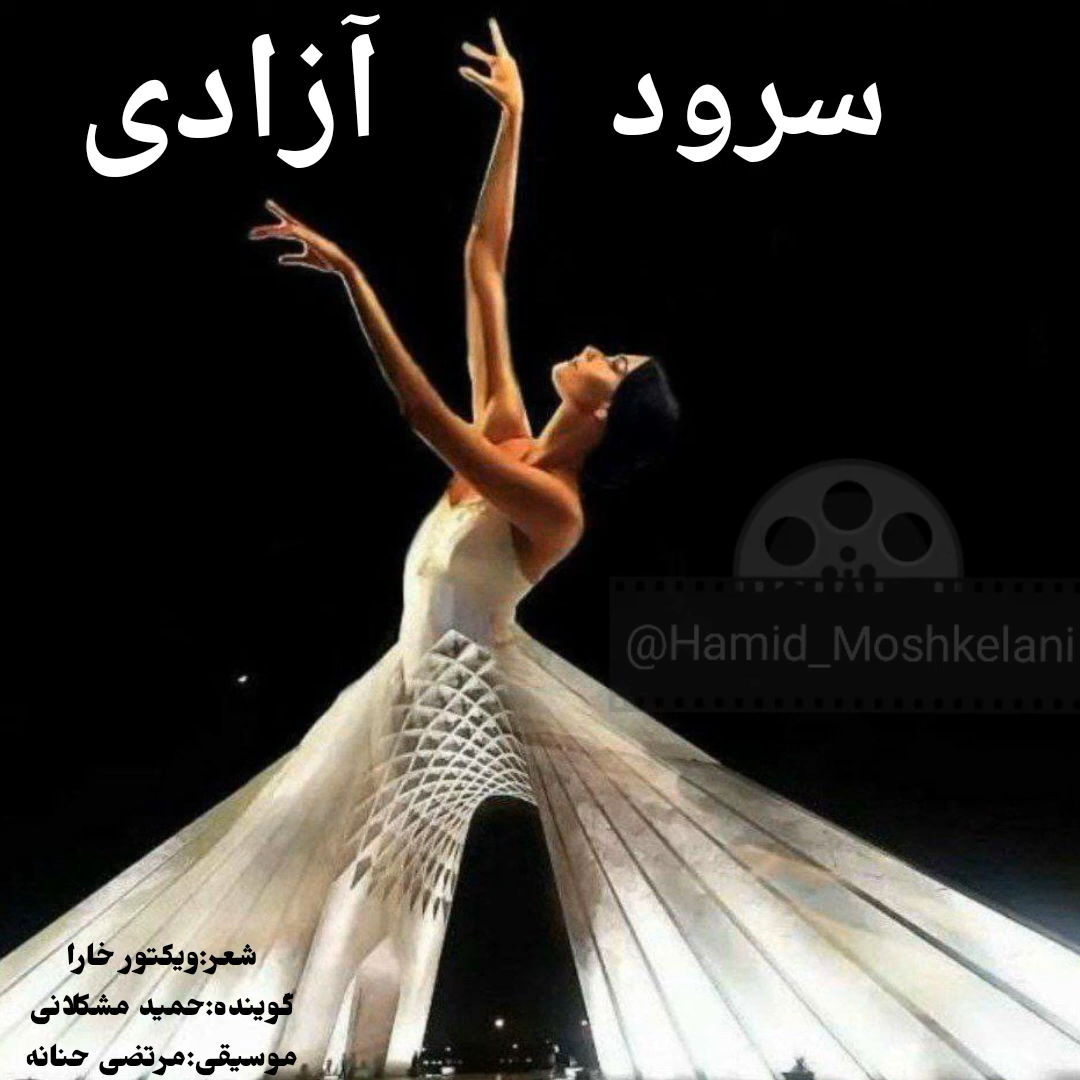 سرود آزادی
@Hamid_Moshkelani
شعر:ویکتور خارا
گوینده:حمید مشکلانی
موسیقی:مرتضی حنانه